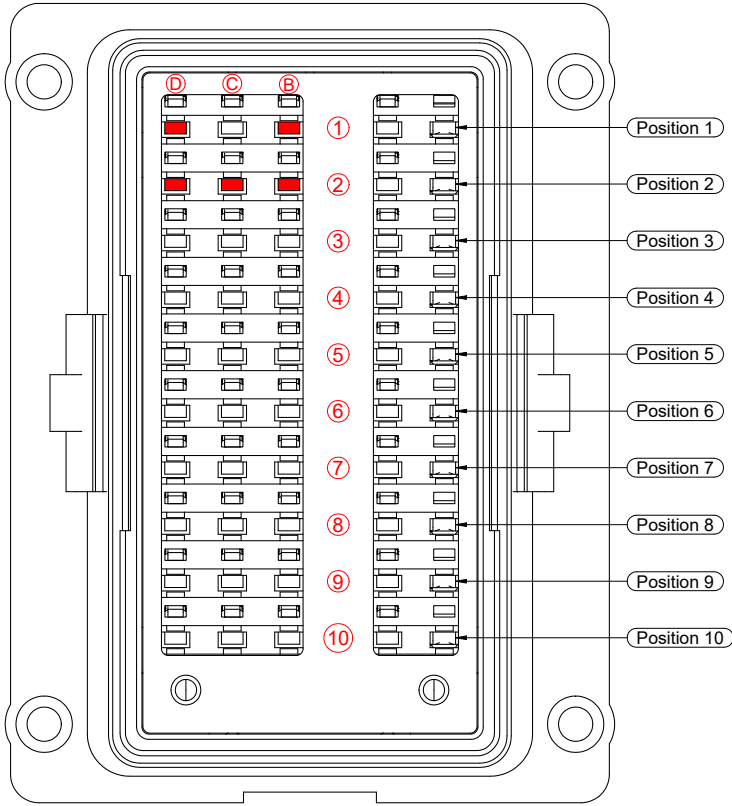 D C B
1 Position 1
2 Position 2
3 Position 3
4 Position 4
5 Position 5
6 Position 6
7 Position 7
8 Position 8
9 Position 9
10 Position 10